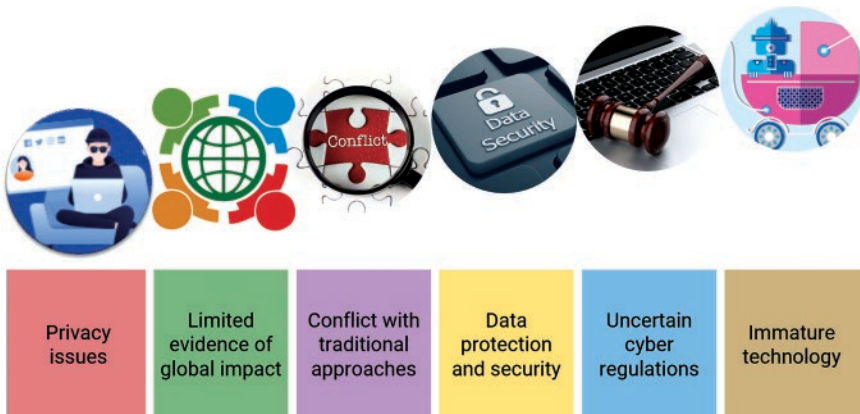 Conflict
Data
Security
Privacy
issues
Limited
evidence of
global impact
Conflict with
traditional
approaches
Data
protection
and security
Uncertain
cyber
regulations
Immature
technology